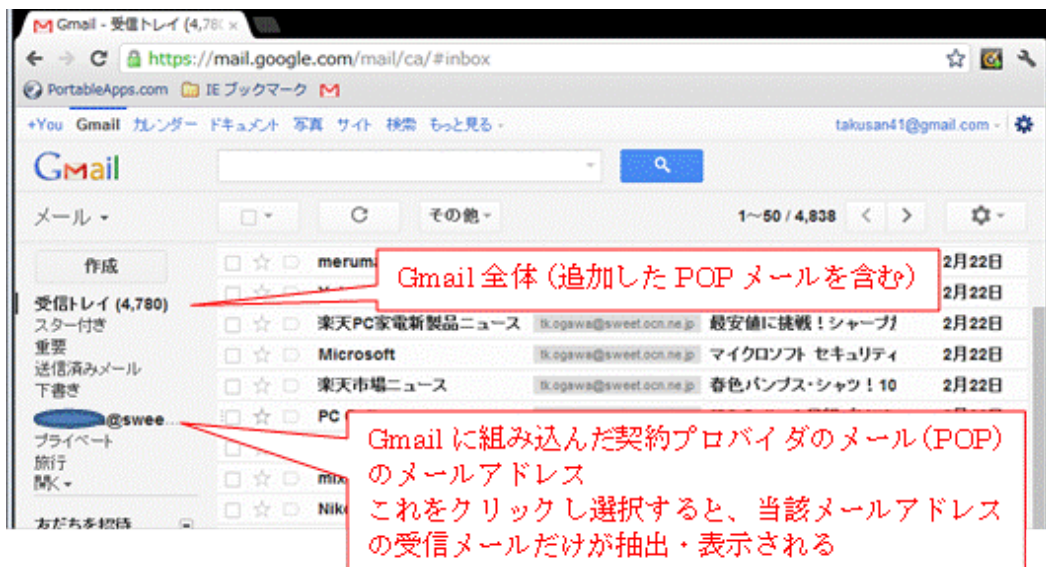 Gmail - 受信トレイ (4,78
https://mail.google.com/mail/ca/#inbox
PortableApps.com IE ブックマーク
+You Gmail カレンダー ドキュメント 写真 サイト 検索 もっと見る
takusan41@gmail.com
Gmail
メール
その他
1～50 / 4,838
作成
受信トレイ (4,780)
スター付き
重要
送信済みメール
下書き
@swee...
プライベート
旅行
開く
友だちを招待
merum
2月22日
Gmail 全体 (追加した POP メールを含む)
2月22日
楽天PC家電新製品ニュース tk.ogawa@sweet.ocn.ne.jp 最安値に挑戦！シャープ 2月22日
Microsoft tk.ogawa@sweet.ocn.ne.jp マイクロソフト セキュリティ 2月22日
楽天市場ニュース tk.ogawa@sweet.ocn.ne.jp 春色パンプス・シャツ！10 2月22日
PC
mix
Nik
Gmail に組み込んだ契約プロバイダのメール (POP)
のメールアドレス
これをクリックし選択すると、当該メールアドレス
の受信メールだけが抽出・表示される